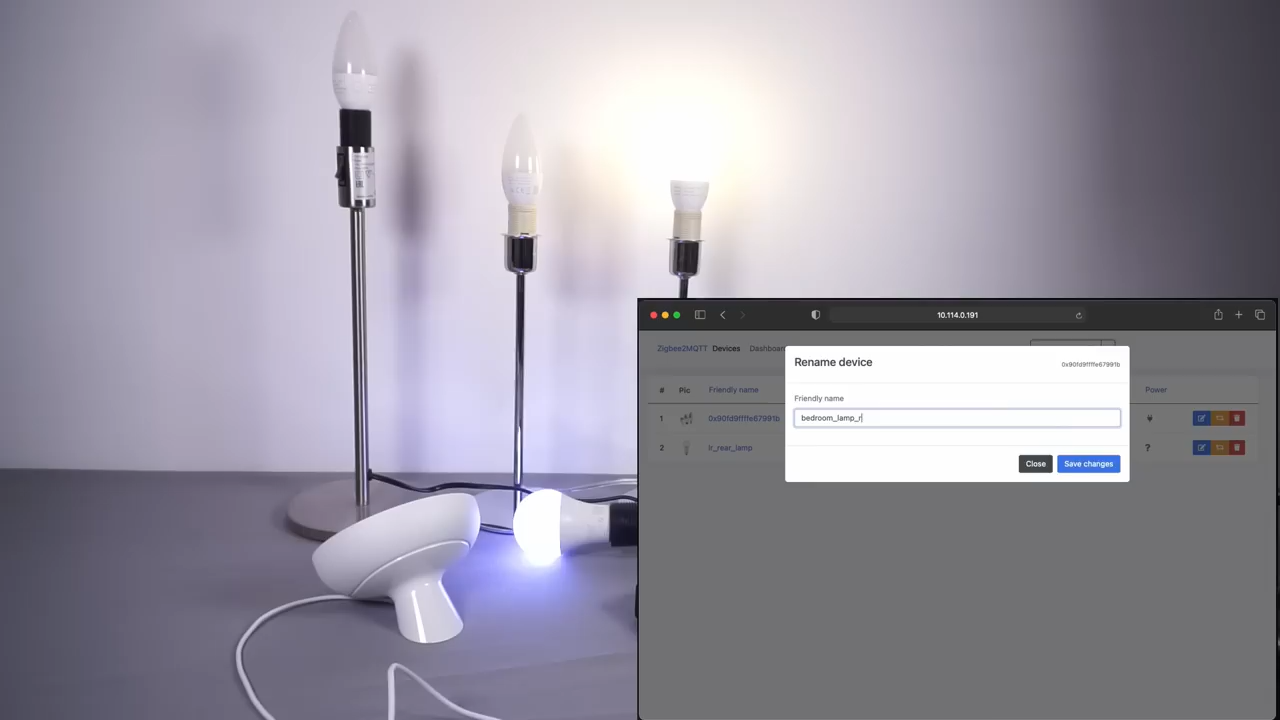 10.114.0.191
Zigbee2MQTT Devices
Rename device
0x90fd9ffffe67991b
# Pic Friendly name Power
Friendly name
bedroom_lamp_r
1 0x90fd9ffffe67991b
2 lr_rear_lamp ?
Close Save changes